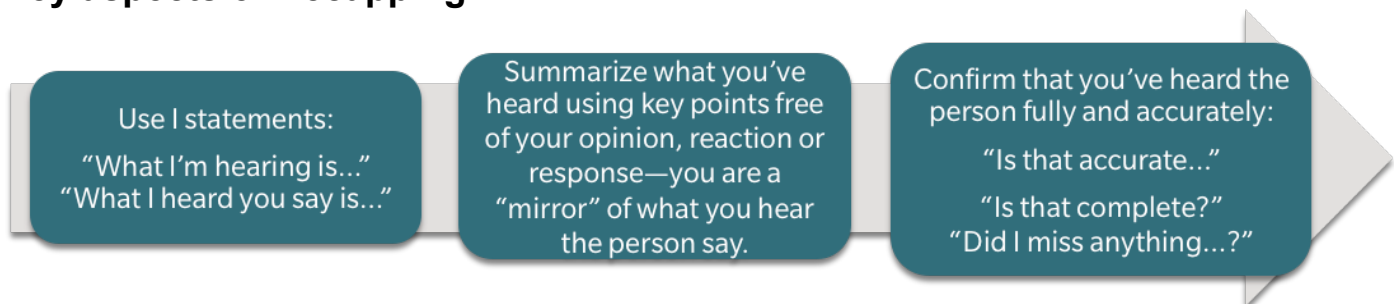 Use I statements:
“What I’m hearing is...”
“What I heard you say is...”
Summarize what you’ve
heard using key points free
of your opinion, reaction or
response—you are a
“mirror” of what you hear
the person say.
Confirm that you’ve heard the
person fully and accurately:
“Is that accurate...”
“Is that complete?”
“Did I miss anything...?”